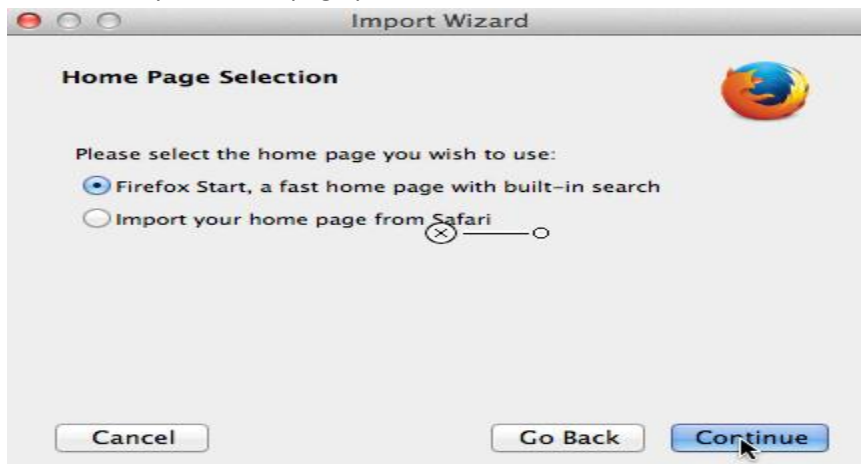 Import Wizard
Home Page Selection
Please select the home page you wish to use:
Firefox Start, a fast home page with built-in search
Import your home page from Safari
Cancel
Go Back
Continue